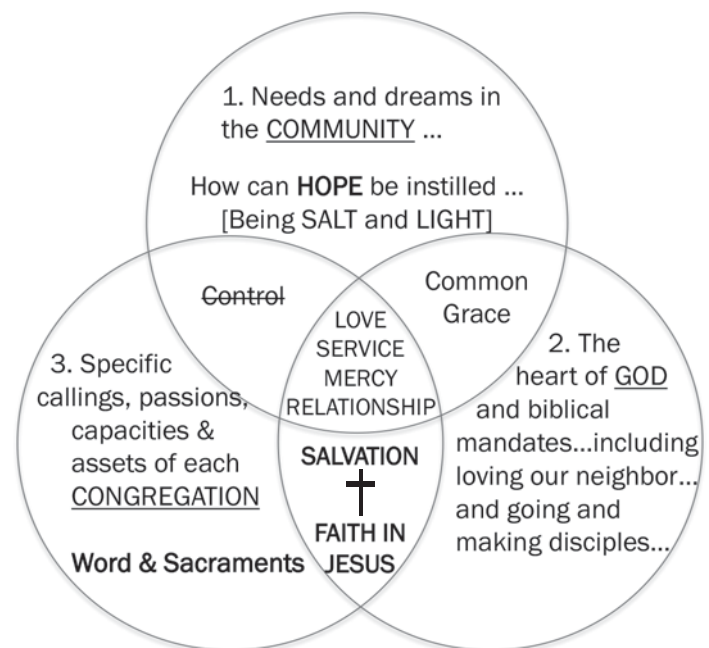 1. Needs and dreams in
the COMMUNITY ...
How can HOPE be instilled ...
[Being SALT and LIGHT]
Control
Common
Grace
LOVE
SERVICE
MERCY
RELATIONSHIP
2. The
heart of GOD
and biblical
mandates...including
loving our neighbor...
and going and
making disciples...
3. Specific
callings, passions,
capacities &
assets of each
CONGREGATION
Word & Sacraments
SALVATION
FAITH IN
JESUS